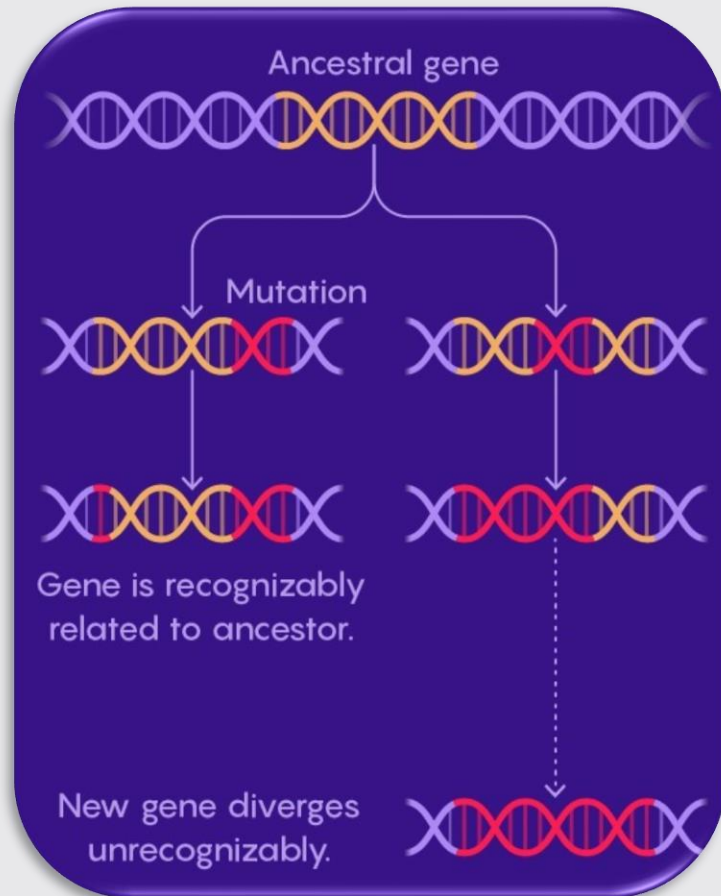 Ancestral gene
Mutation
Gene is recognizably
related to ancestor.
New gene diverges
unrecognizably.